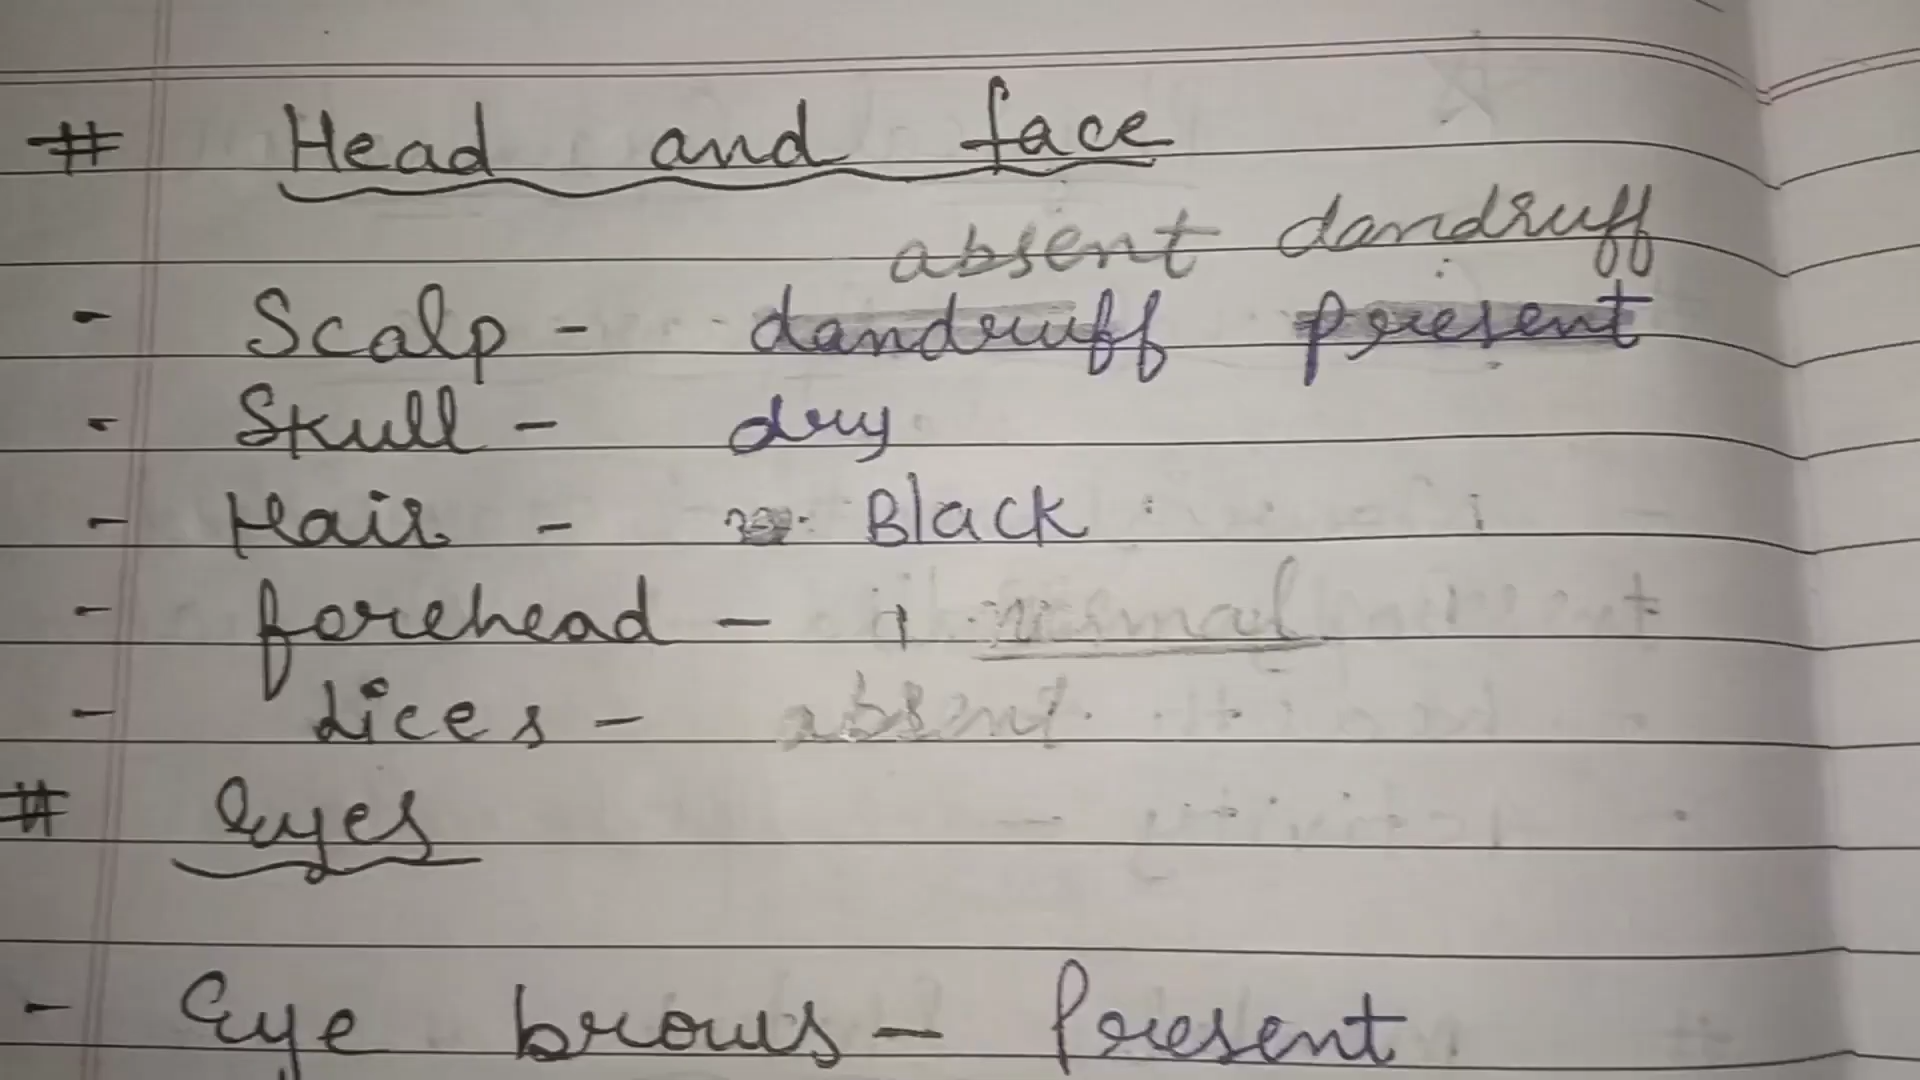 # Head and face
absent dandruff
- Scalp - dandruff present
- Skull - dry
- Hair - Black
- forehead - normal
- Lices - absent
# Eyes
- Eye brows - Present